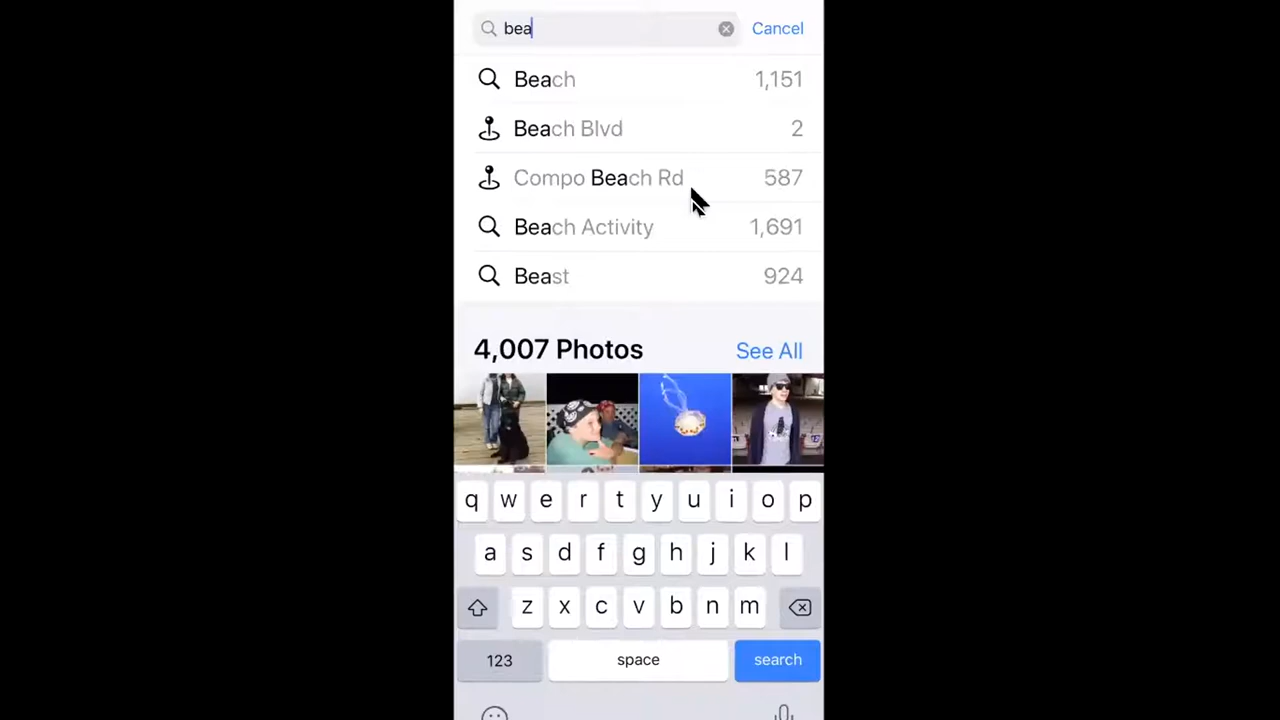 bea Cancel
Beach 1,151
Beach Blvd 2
Compo Beach Rd 587
Beach Activity 1,691
Beast 924
4,007 Photos See All
q w e r t y u i o p
a s d f g h j k l
z x c v b n m
123 space search